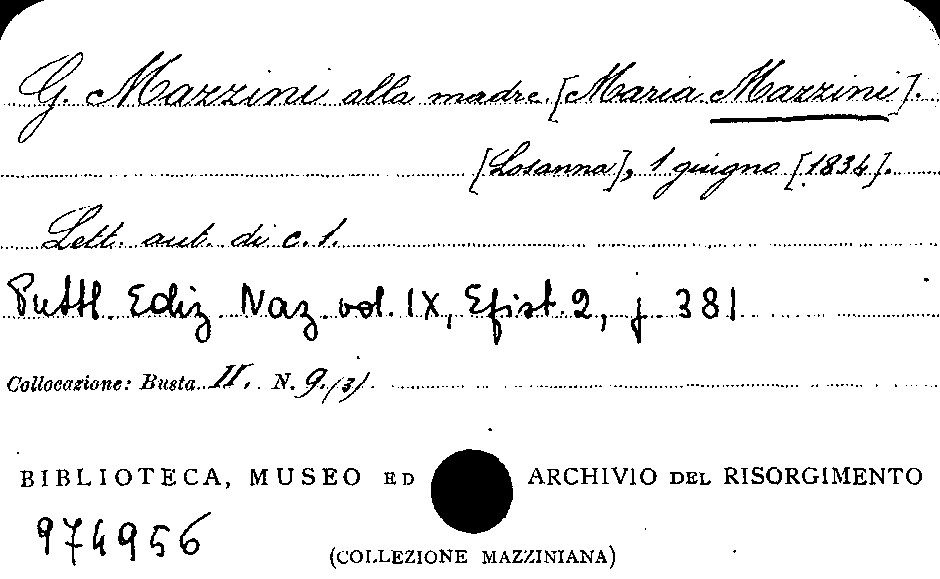 G. Mazzini alla madre [Maria Mazzini].
[Losanna], 1 giugno [1834].
Lett. aut. di c. 1.
Pubbl. Ediz. Naz. vol. IX, Epist. 2, p. 381
Collocazione: Busta II. N. 9.(3)
BIBLIOTECA, MUSEO ED ARCHIVIO DEL RISORGIMENTO
974956
(COLLEZIONE MAZZINIANA)